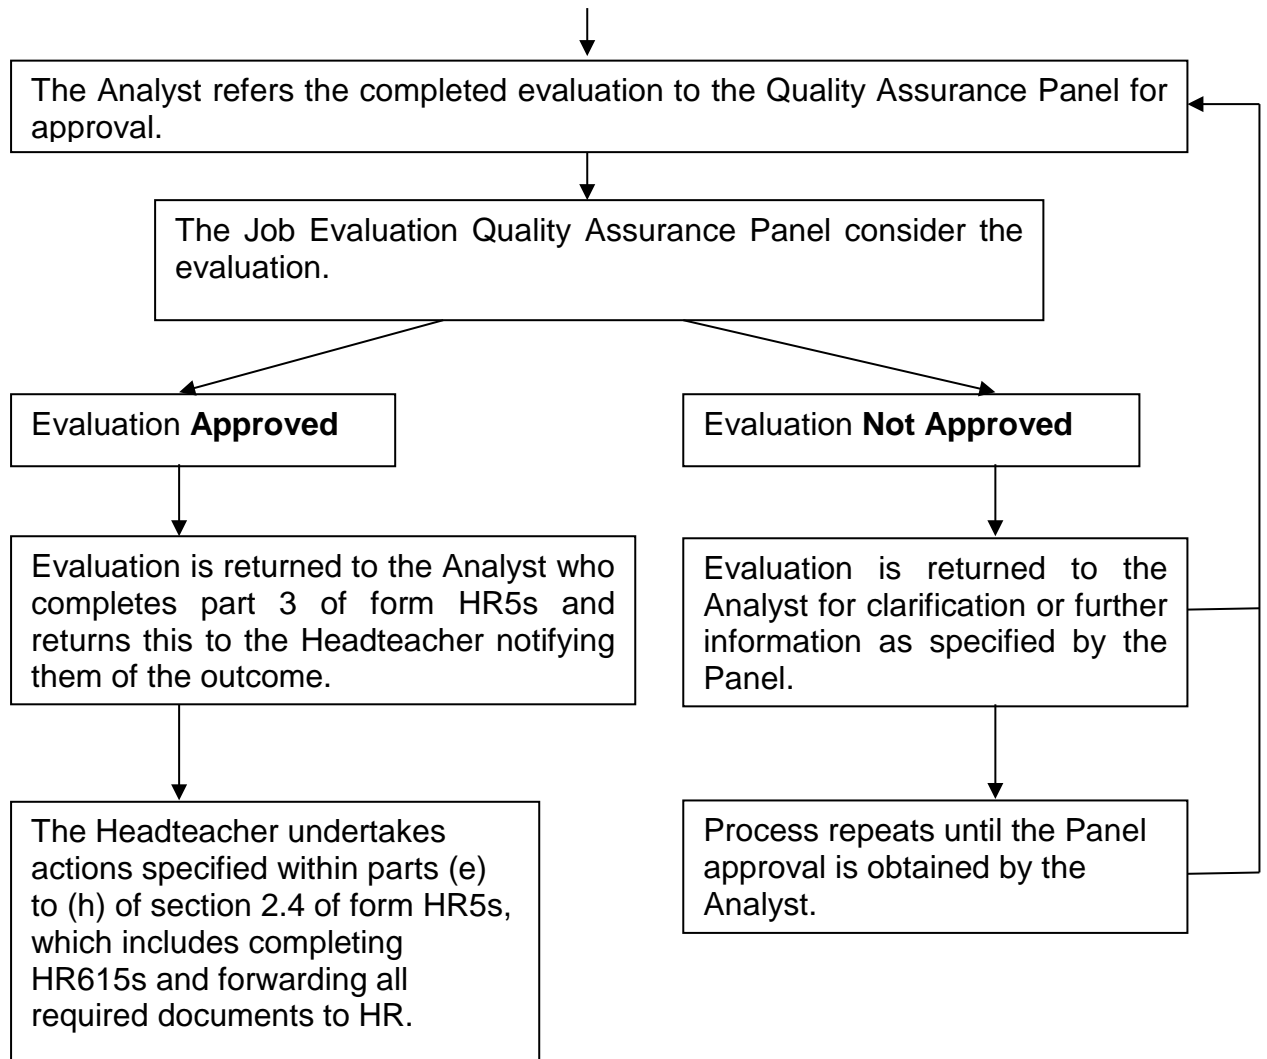 The Analyst refers the completed evaluation to the Quality Assurance Panel for
approval.
The Job Evaluation Quality Assurance Panel consider the
evaluation.
Evaluation Approved
Evaluation Not Approved
Evaluation is returned to the Analyst who
completes part 3 of form HR5s and
returns this to the Headteacher notifying
them of the outcome.
Evaluation is returned to the
Analyst for clarification or further
information as specified by the
Panel.
The Headteacher undertakes
actions specified within parts (e)
to (h) of section 2.4 of form HR5s,
which includes completing
HR615s and forwarding all
required documents to HR.
Process repeats until the Panel
approval is obtained by the
Analyst.